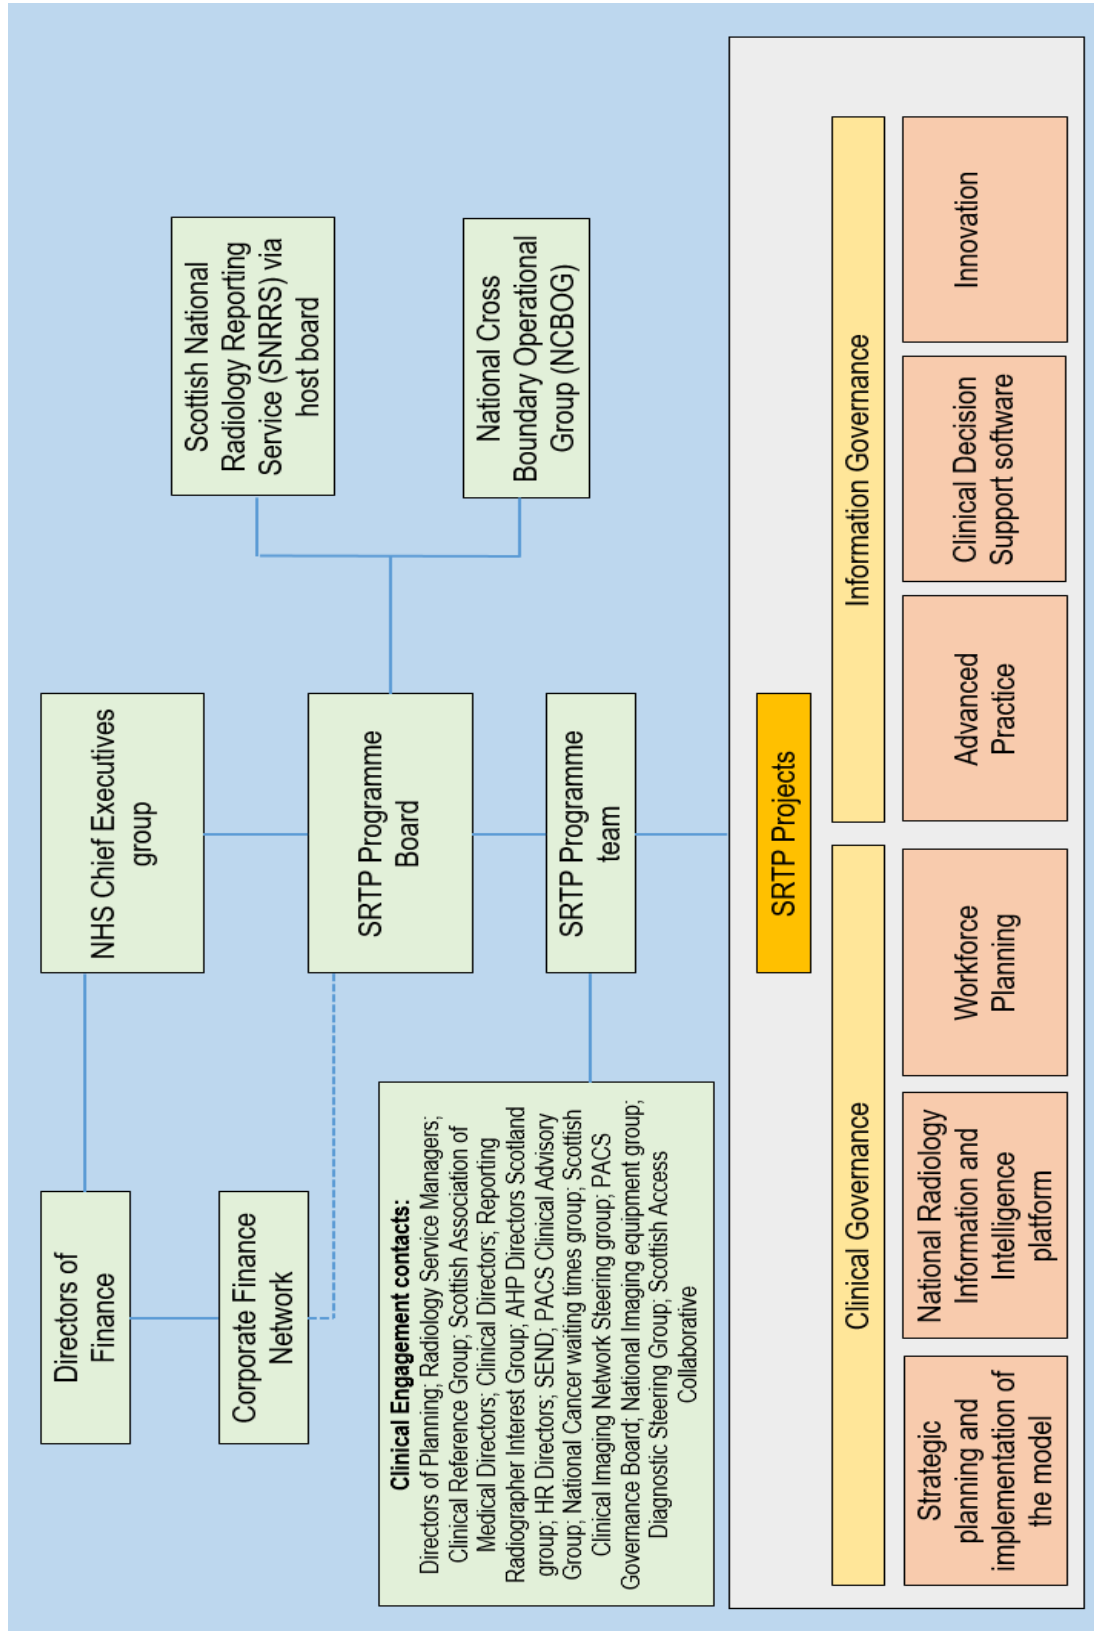 NHS Chief Executives
group
Directors of
Finance
Corporate Finance
Network
SRTP Programme
Board
Scottish National
Radiology Reporting
Service (SNRRS) via
host board
National Cross
Boundary Operational
Group (NCBOG)
SRTP Programme
team
Clinical Engagement contacts:
Directors of Planning; Radiology Service Managers;
Clinical Reference Group; Scottish Association of
Medical Directors; Clinical Directors; Reporting
Radiographer Interest Group; AHP Directors Scotland
group; HR Directors; SEND; PACS Clinical Advisory
Group; National Cancer waiting times group; Scottish
Clinical Imaging Network Steering group; PACS
Governance Board; National Imaging equipment group;
Diagnostic Steering Group; Scottish Access
Collaborative
SRTP Projects
Clinical Governance
Information Governance
Strategic
planning and
implementation of
the model
National Radiology
Information and
Intelligence
platform
Workforce
Planning
Advanced
Practice
Clinical Decision
Support software
Innovation